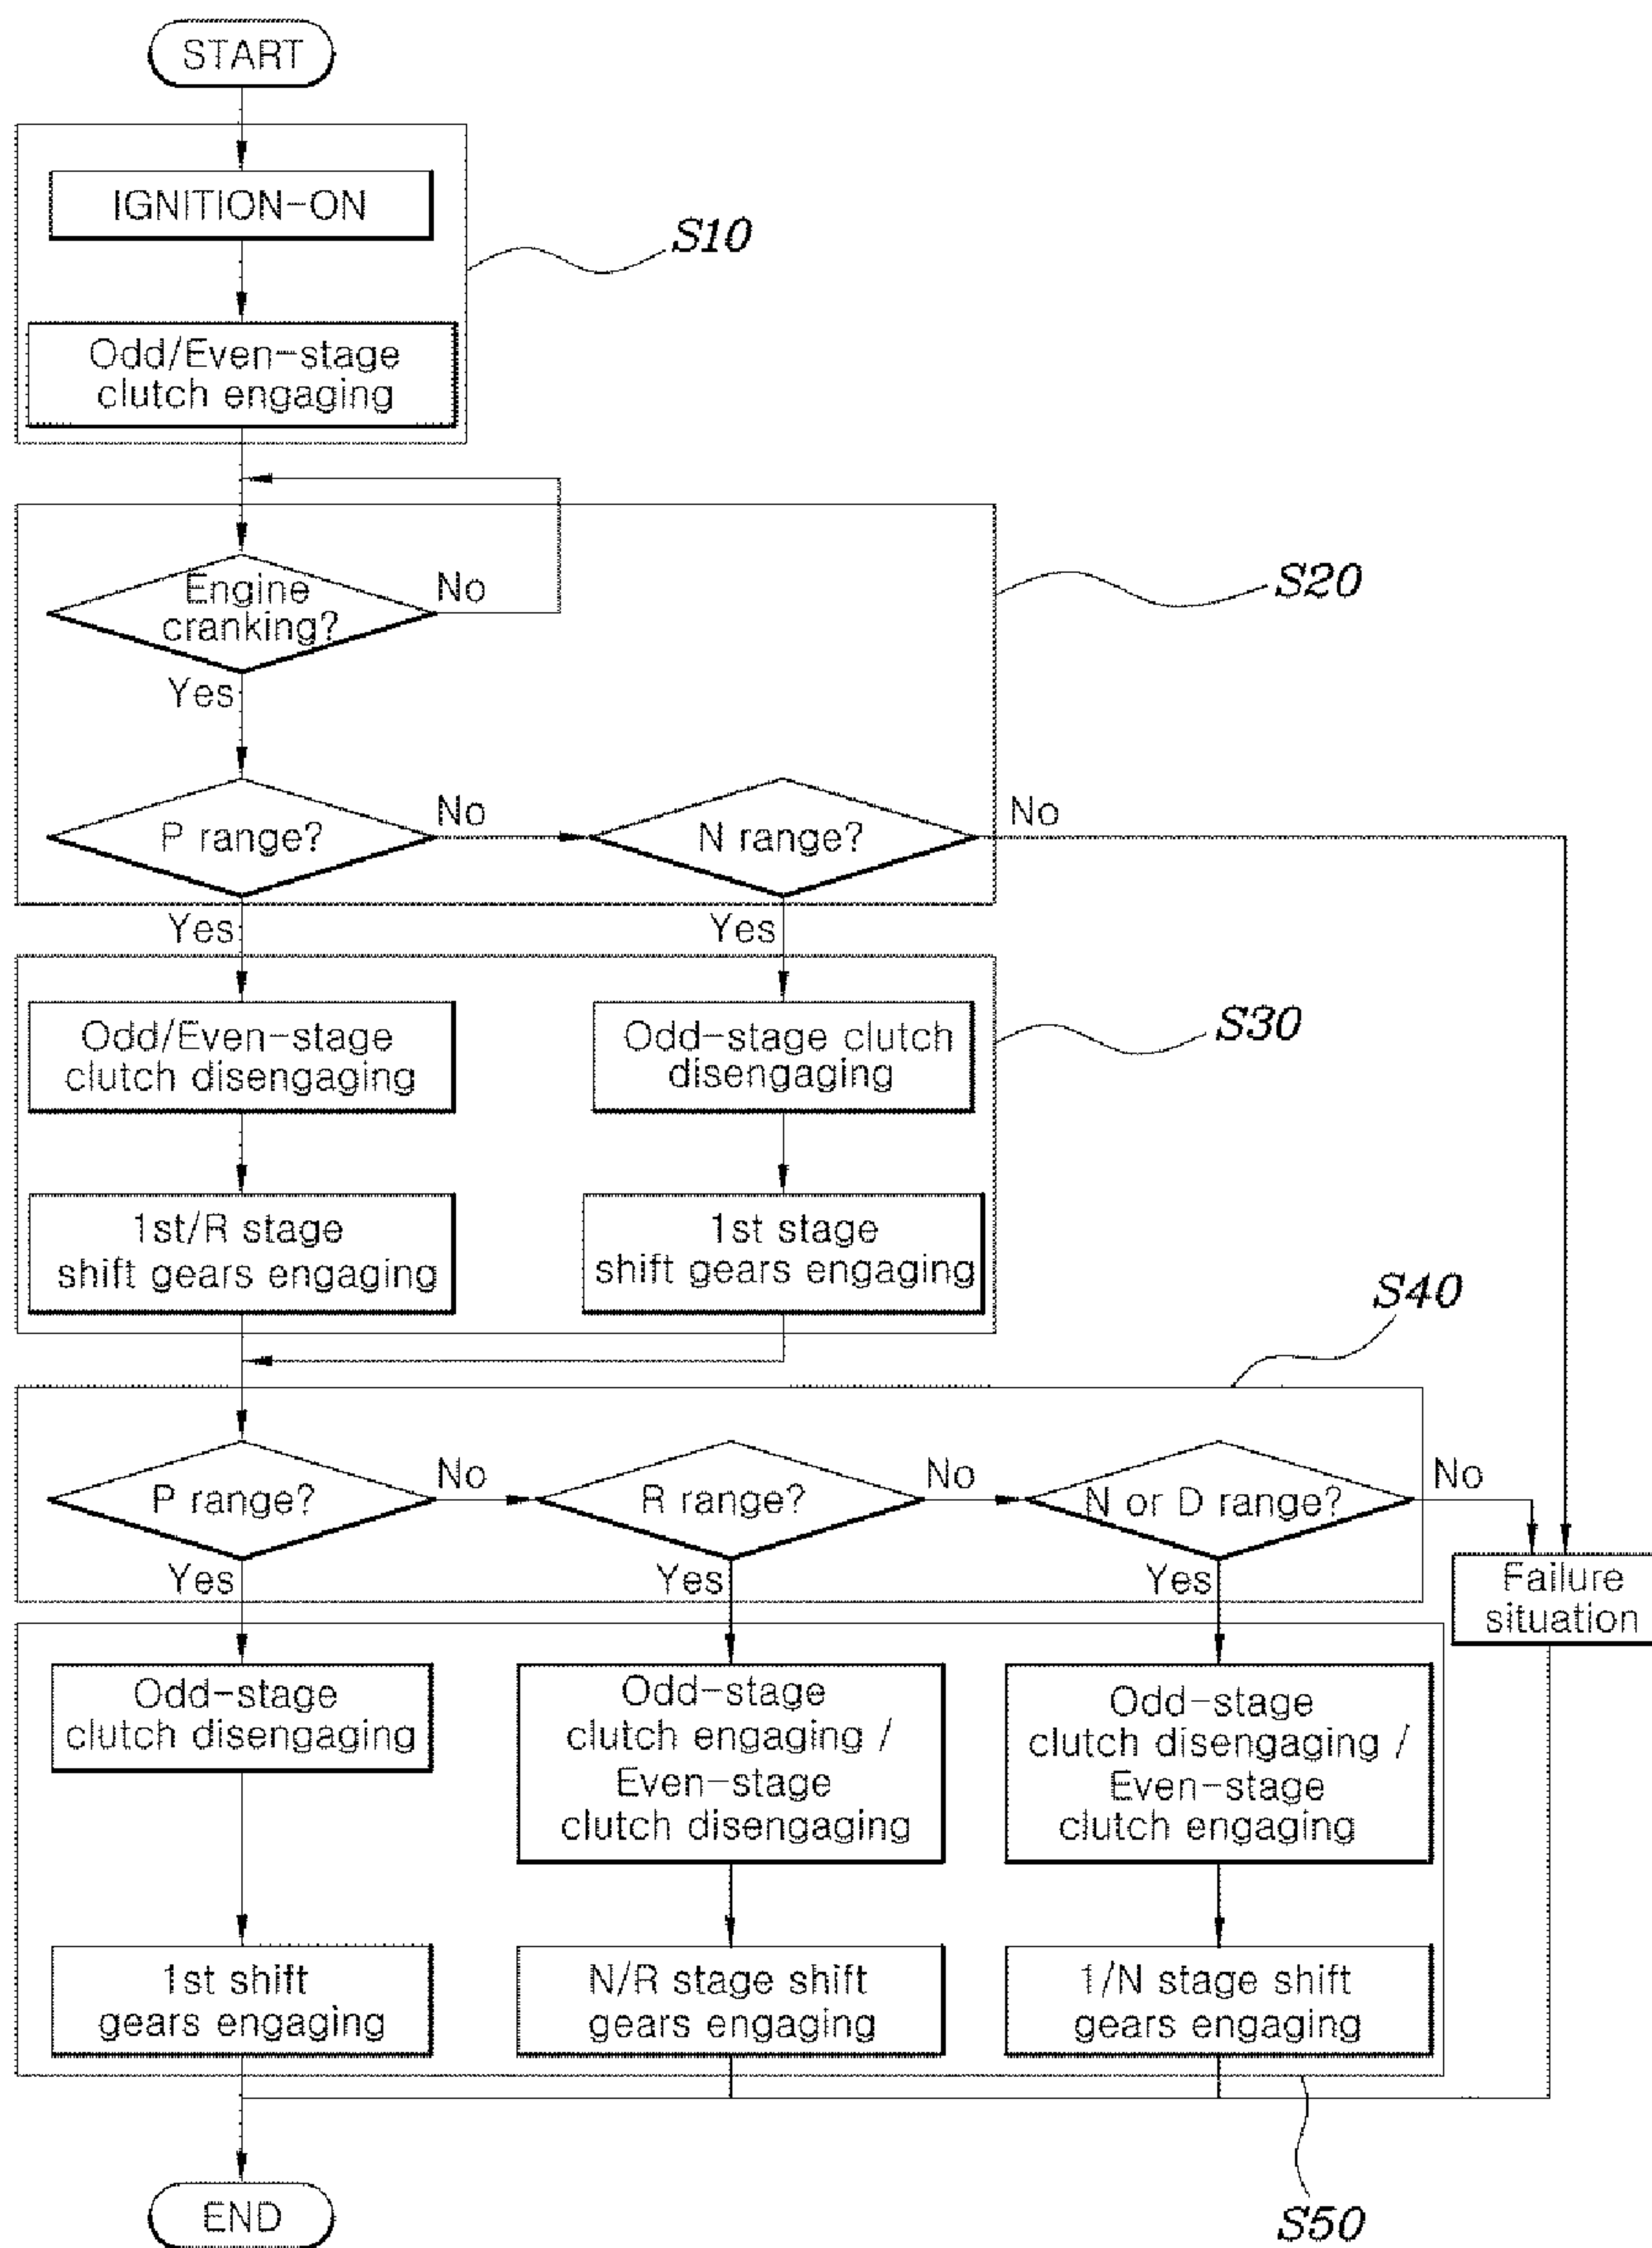 START
IGNITION-ON
S10
Odd/Even-stage
clutch engaging
Engine
cranking?
No
S20
Yes
P range?
No
N range?
No
Yes
Yes
Odd/Even-stage
clutch disengaging
Odd-stage clutch
disengaging
S30
1st/R stage
shift gears engaging
1st stage
shift gears engaging
S40
P range?
No
R range?
No
N or D range?
No
Yes
Yes
Yes
Failure
situation
Odd-stage
clutch disengaging
Odd-stage
clutch engaging /
Even-stage
clutch disengaging
Odd-stage
clutch disengaging /
Even-stage
clutch engaging
1st shift
gears engaging
N/R stage shift
gears engaging
1/N stage shift
gears engaging
END
S50